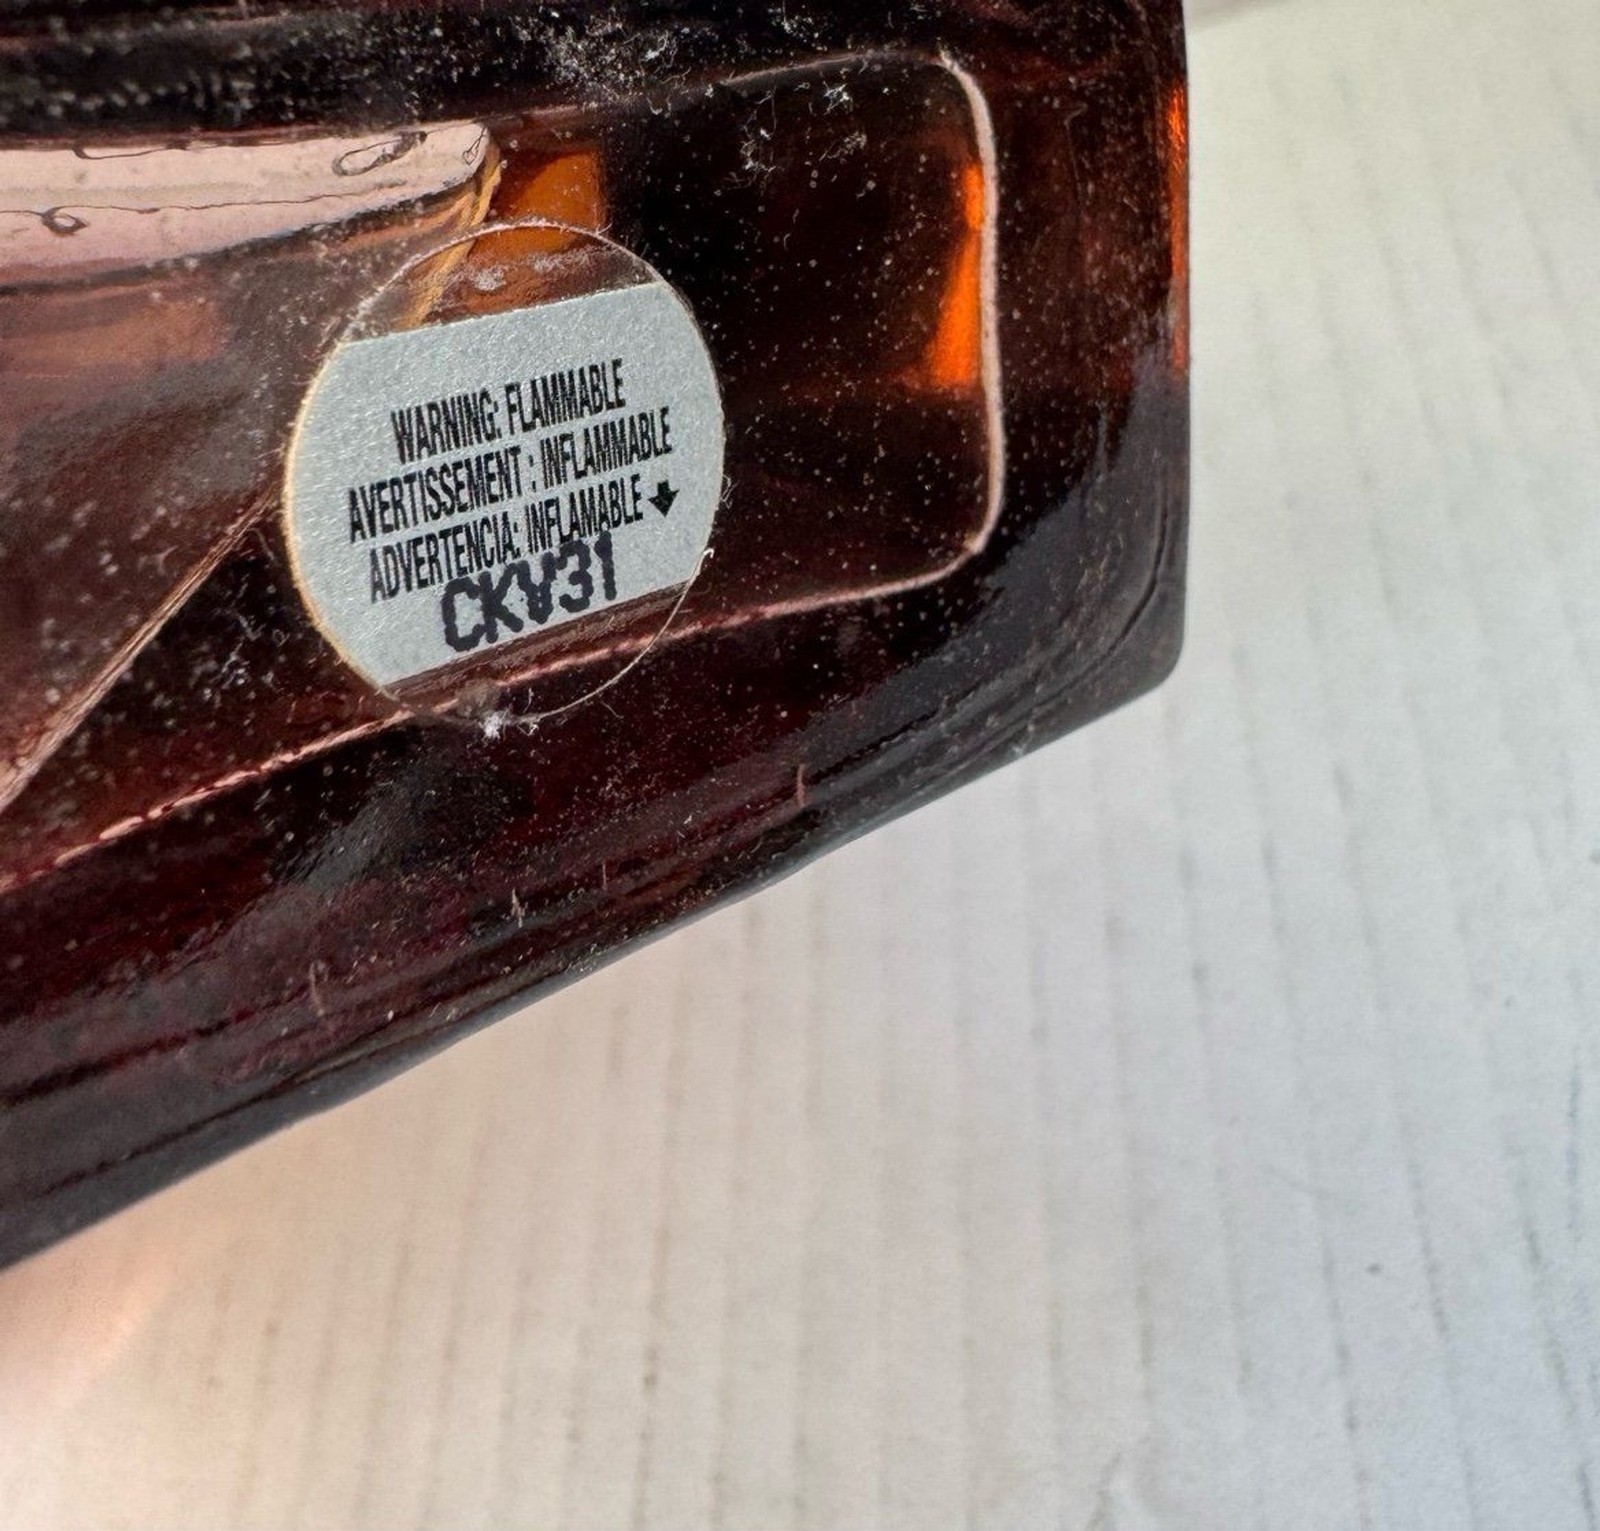 WARNING: FLAMMABLE
AVERTISSEMENT : INFLAMMABLE
ADVERTENCIA: INFLAMABLE
CKV31